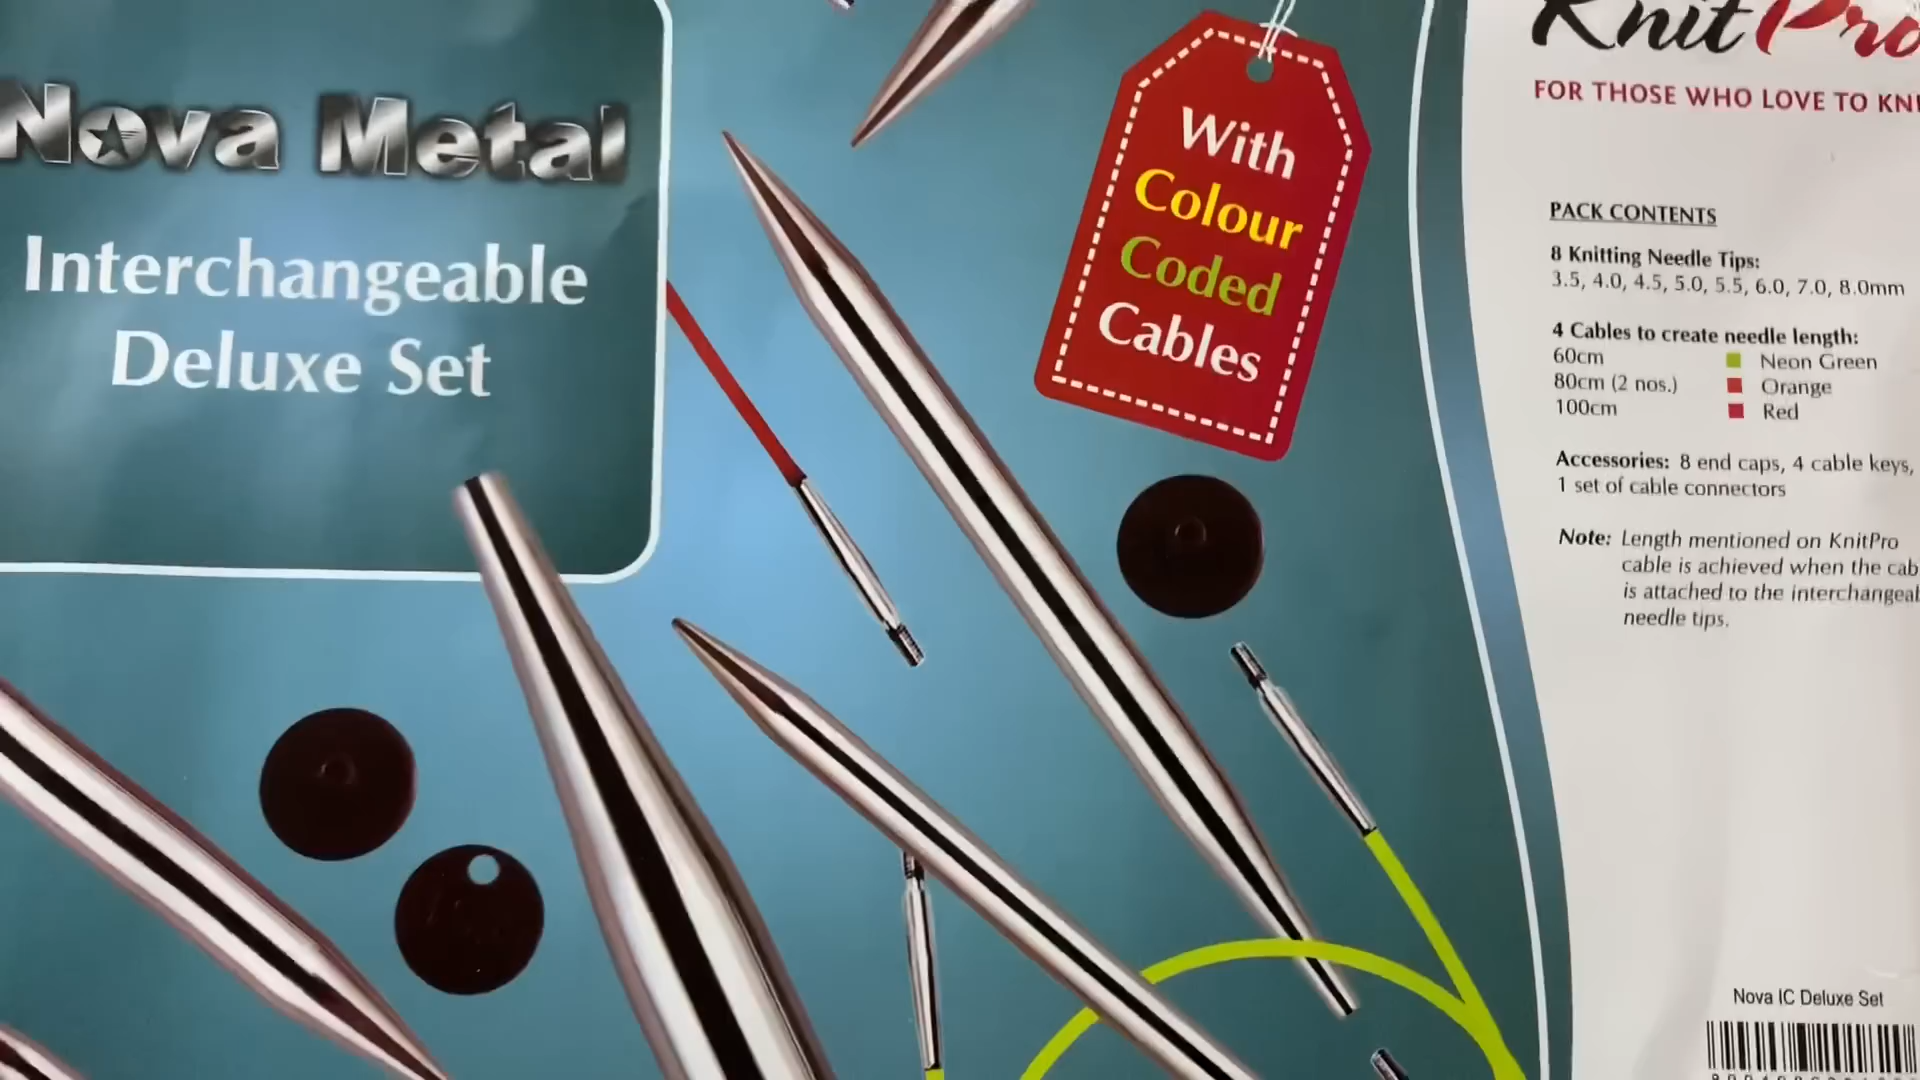 Nova Metal
Interchangeable
Deluxe Set
With
Colour
Coded
Cables
KnitPro
FOR THOSE WHO LOVE TO KNI
PACK CONTENTS
8 Knitting Needle Tips:
3.5, 4.0, 4.5, 5.0, 5.5, 6.0, 7.0, 8.0mm
4 Cables to create needle length:
60cm Neon Green
80cm (2 nos.) Orange
100cm Red
Accessories: 8 end caps, 4 cable keys,
1 set of cable connectors
Note: Length mentioned on KnitPro
cable is achieved when the cab
is attached to the interchangeab
needle tips.
Nova IC Deluxe Set